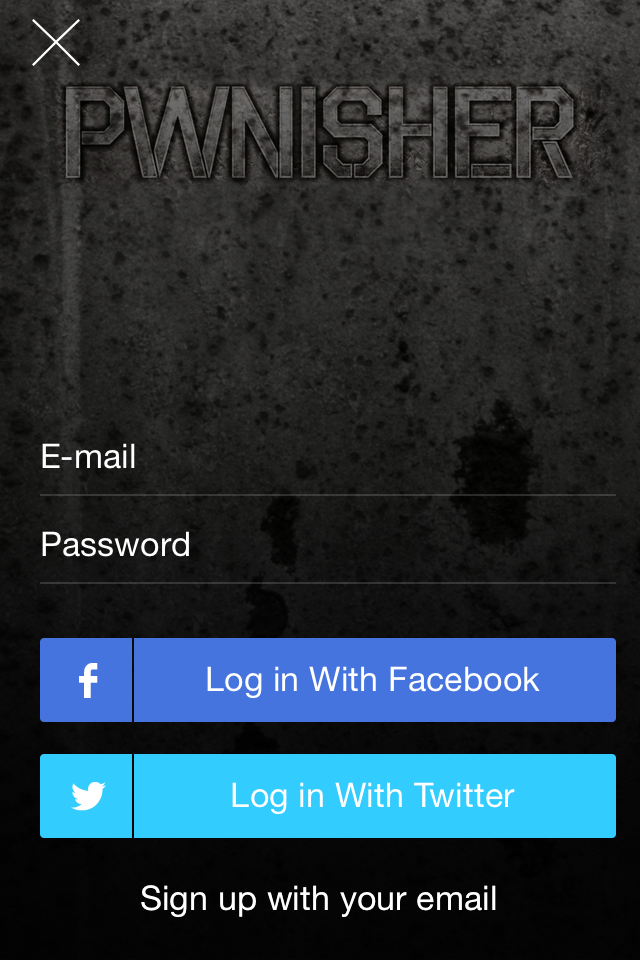 PWNISHER
E-mail
Password
Log in With Facebook
Log in With Twitter
Sign up with your email